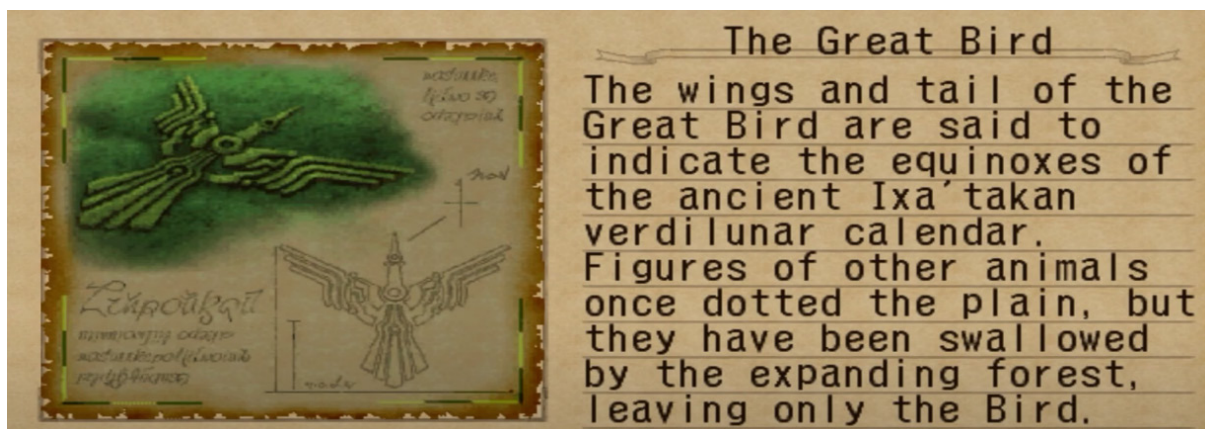 The Great Bird
The wings and tail of the
Great Bird are said to
indicate the equinoxes of
the ancient Ixa'takan
verdilunar calendar.
Figures of other animals
once dotted the plain, but
they have been swallowed
by the expanding forest,
leaving only the Bird.